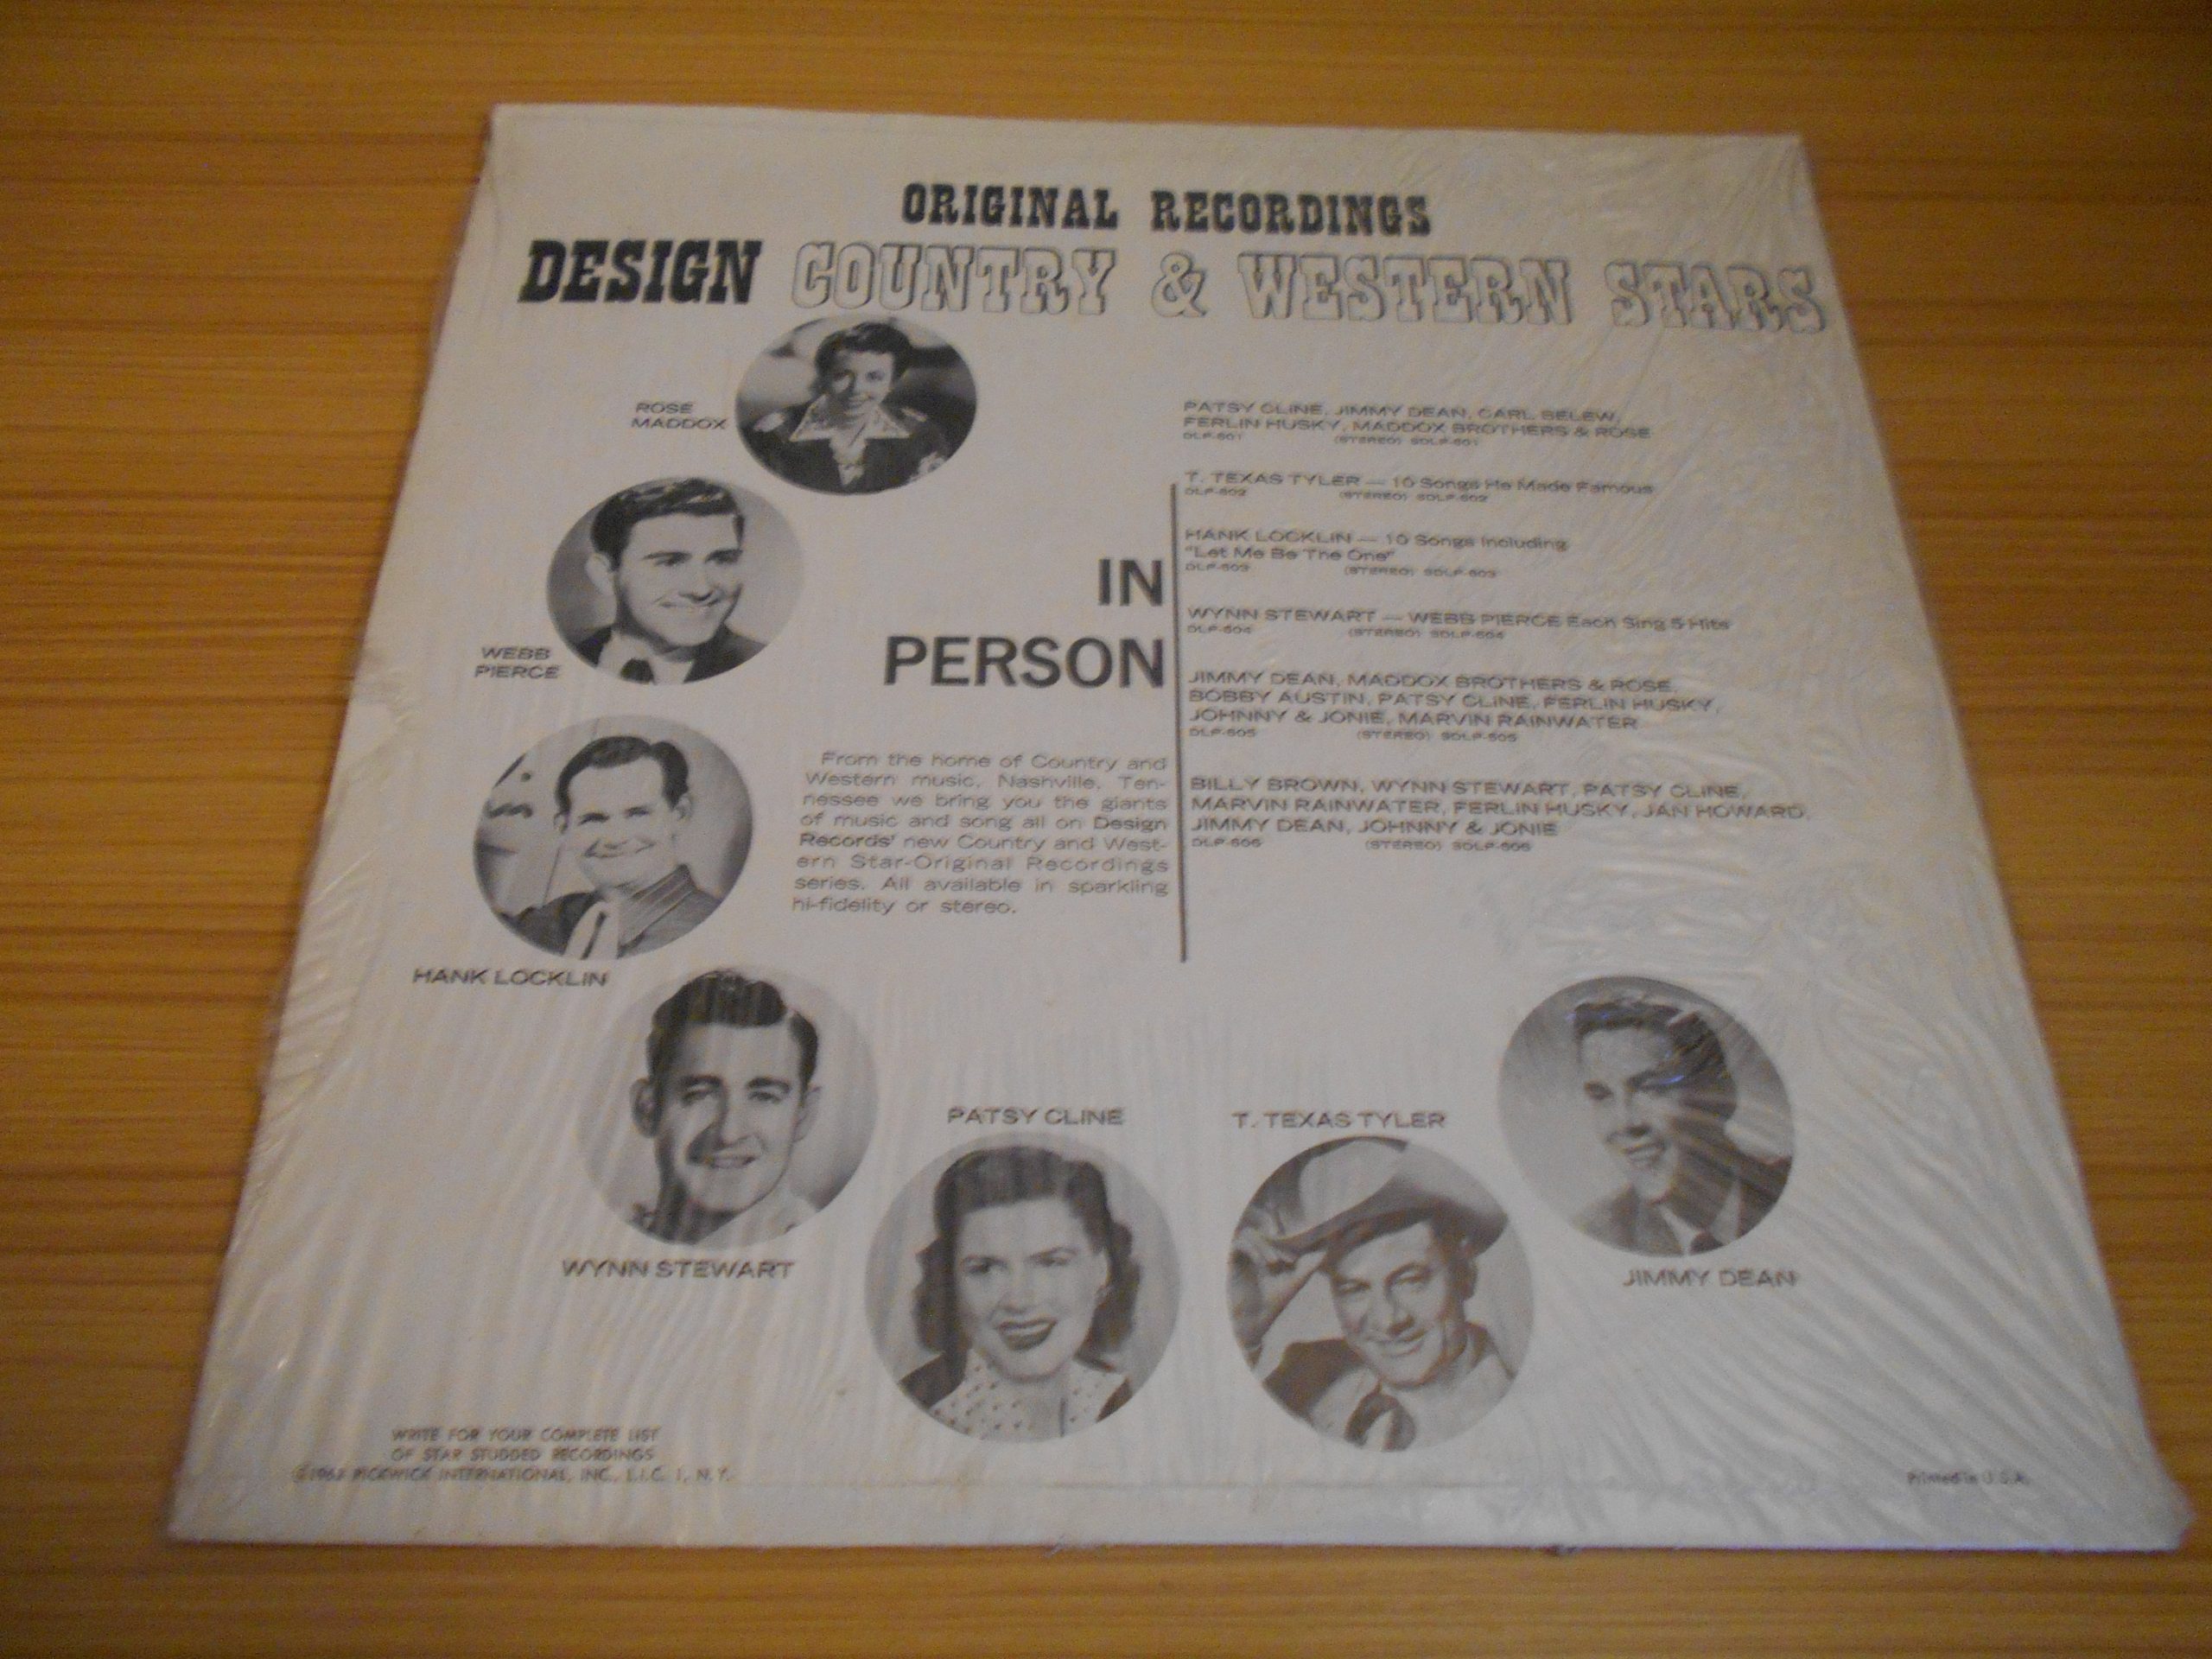 ORIGINAL RECORDINGS
DESIGN COUNTRY & WESTERN STARS
ROSE
MADDOX
WEBB
PIERCE
HANK LOCKLIN
WYNN STEWART
IN
PERSON
From the home of Country and
Western music, Nashville, Ten-
nessee we bring you the giants
of music and song all on Design
Records' new Country and West-
ern Star-Original Recordings
series. All available in sparkling
hi-fidelity or stereo.
PATSY CLINE, JIMMY DEAN, CARL BELEW,
FERLIN HUSKY, MADDOX BROTHERS & ROSE
DLP-601 (STEREO) SDLP-601
T. TEXAS TYLER — 10 Songs He Made Famous
DLP-602 (STEREO) SDLP-602
HANK LOCKLIN — 10 Songs Including
"Let Me Be The One"
DLP-603 (STEREO) SDLP-603
WYNN STEWART — WEBB PIERCE Each Sing 5 Hits
DLP-604 (STEREO) SDLP-604
JIMMY DEAN, MADDOX BROTHERS & ROSE,
BOBBY AUSTIN, PATSY CLINE, FERLIN HUSKY,
JOHNNY & JONIE, MARVIN RAINWATER
DLP-605 (STEREO) SDLP-605
BILLY BROWN, WYNN STEWART, PATSY CLINE,
MARVIN RAINWATER, FERLIN HUSKY, JAN HOWARD,
JIMMY DEAN, JOHNNY & JONIE
DLP-606 (STEREO) SDLP-606
PATSY CLINE
T. TEXAS TYLER
JIMMY DEAN
WRITE FOR YOUR COMPLETE LIST
OF STAR STUDDED RECORDINGS
PICKWICK INTERNATIONAL, INC., L.I.C. 1, N.Y.
Printed in U.S.A.